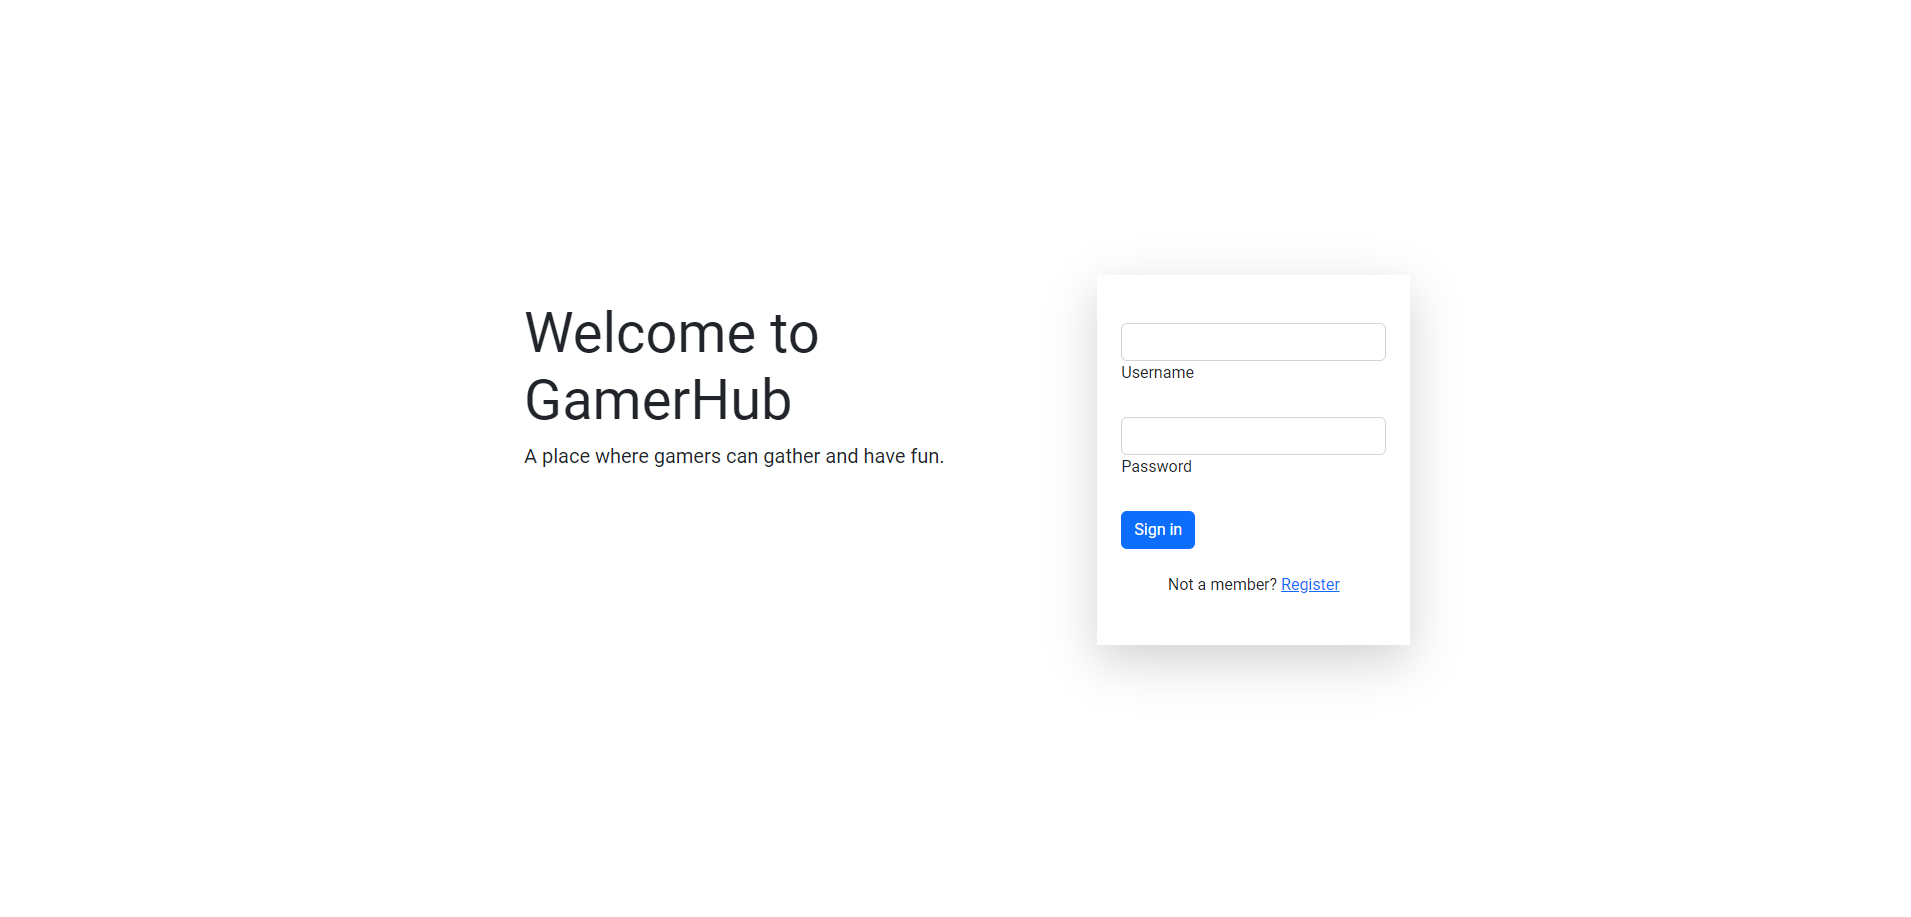 Welcome to
GamerHub
A place where gamers can gather and have fun.
Username
Password
Sign in
Not a member? Register